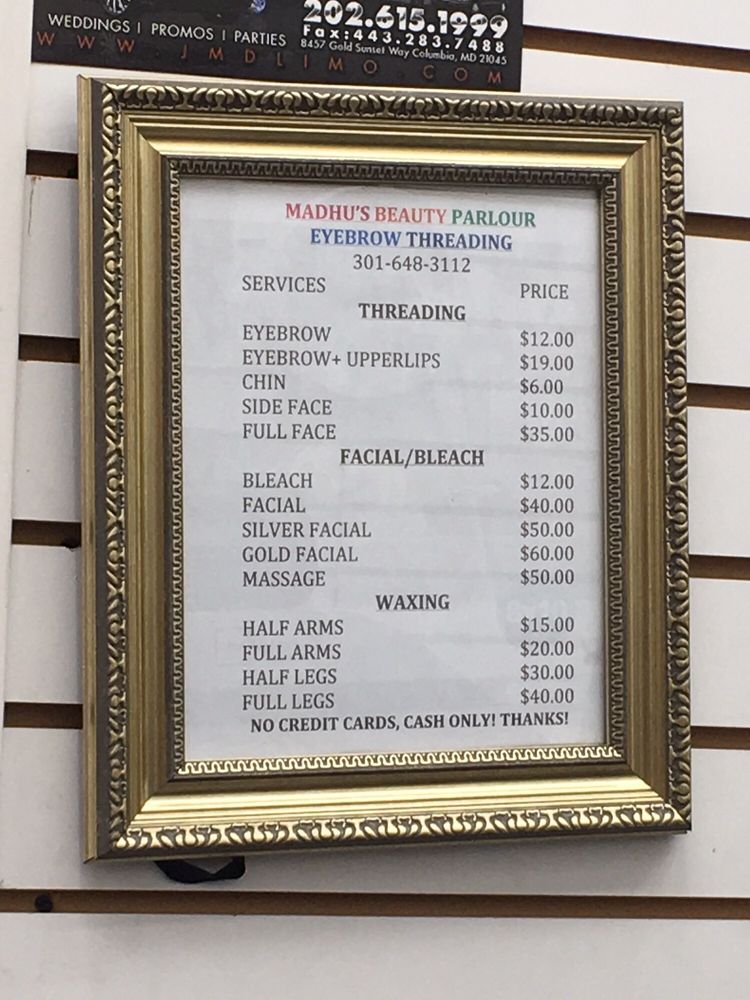 202.615.1999
WEDDINGS | PROMOS | PARTIES Fax:443.283.7488
8457 Gold Sunset Way Columbia, MD 21045
WWW.JMDLIMO.COM
MADHU'S BEAUTY PARLOUR
EYEBROW THREADING
301-648-3112
SERVICES PRICE
THREADING
EYEBROW $12.00
EYEBROW+ UPPERLIPS $19.00
CHIN $6.00
SIDE FACE $10.00
FULL FACE $35.00
FACIAL/BLEACH
BLEACH $12.00
FACIAL $40.00
SILVER FACIAL $50.00
GOLD FACIAL $60.00
MASSAGE $50.00
WAXING
HALF ARMS $15.00
FULL ARMS $20.00
HALF LEGS $30.00
FULL LEGS $40.00
NO CREDIT CARDS, CASH ONLY! THANKS!